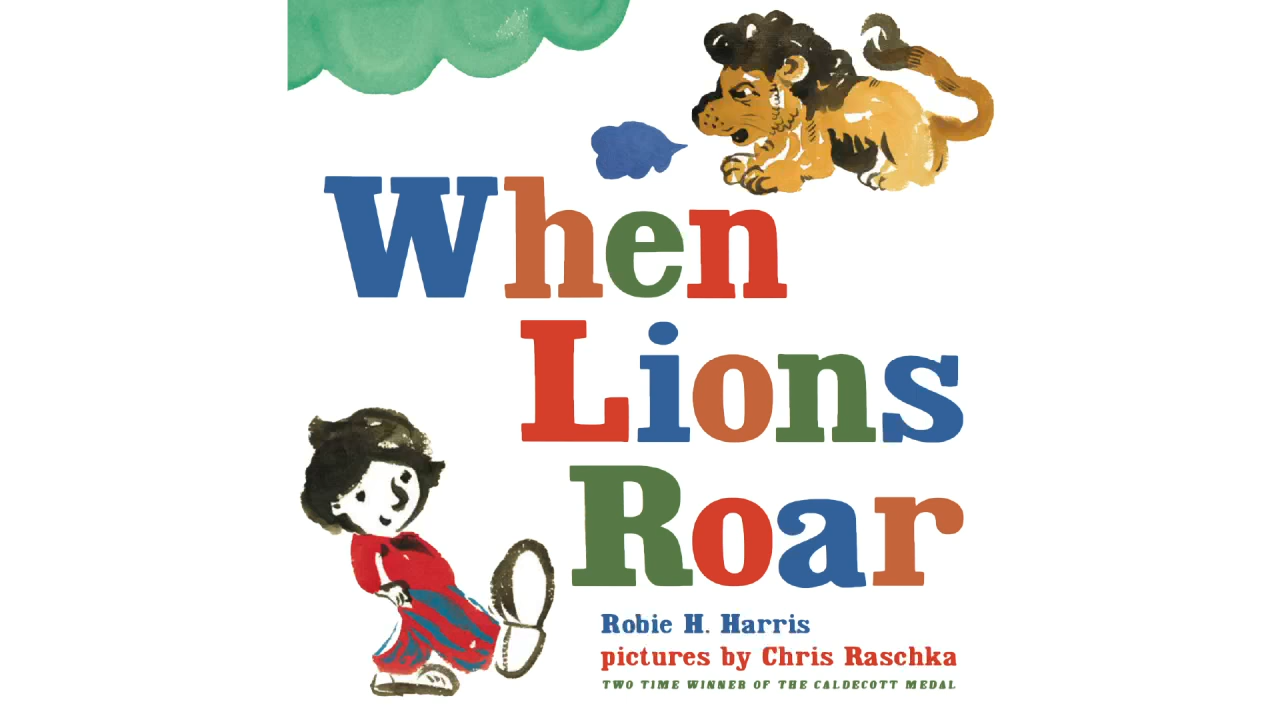 When
Lions
Roar
Robie H. Harris
pictures by Chris Raschka
TWO TIME WINNER OF THE CALDECOTT MEDAL